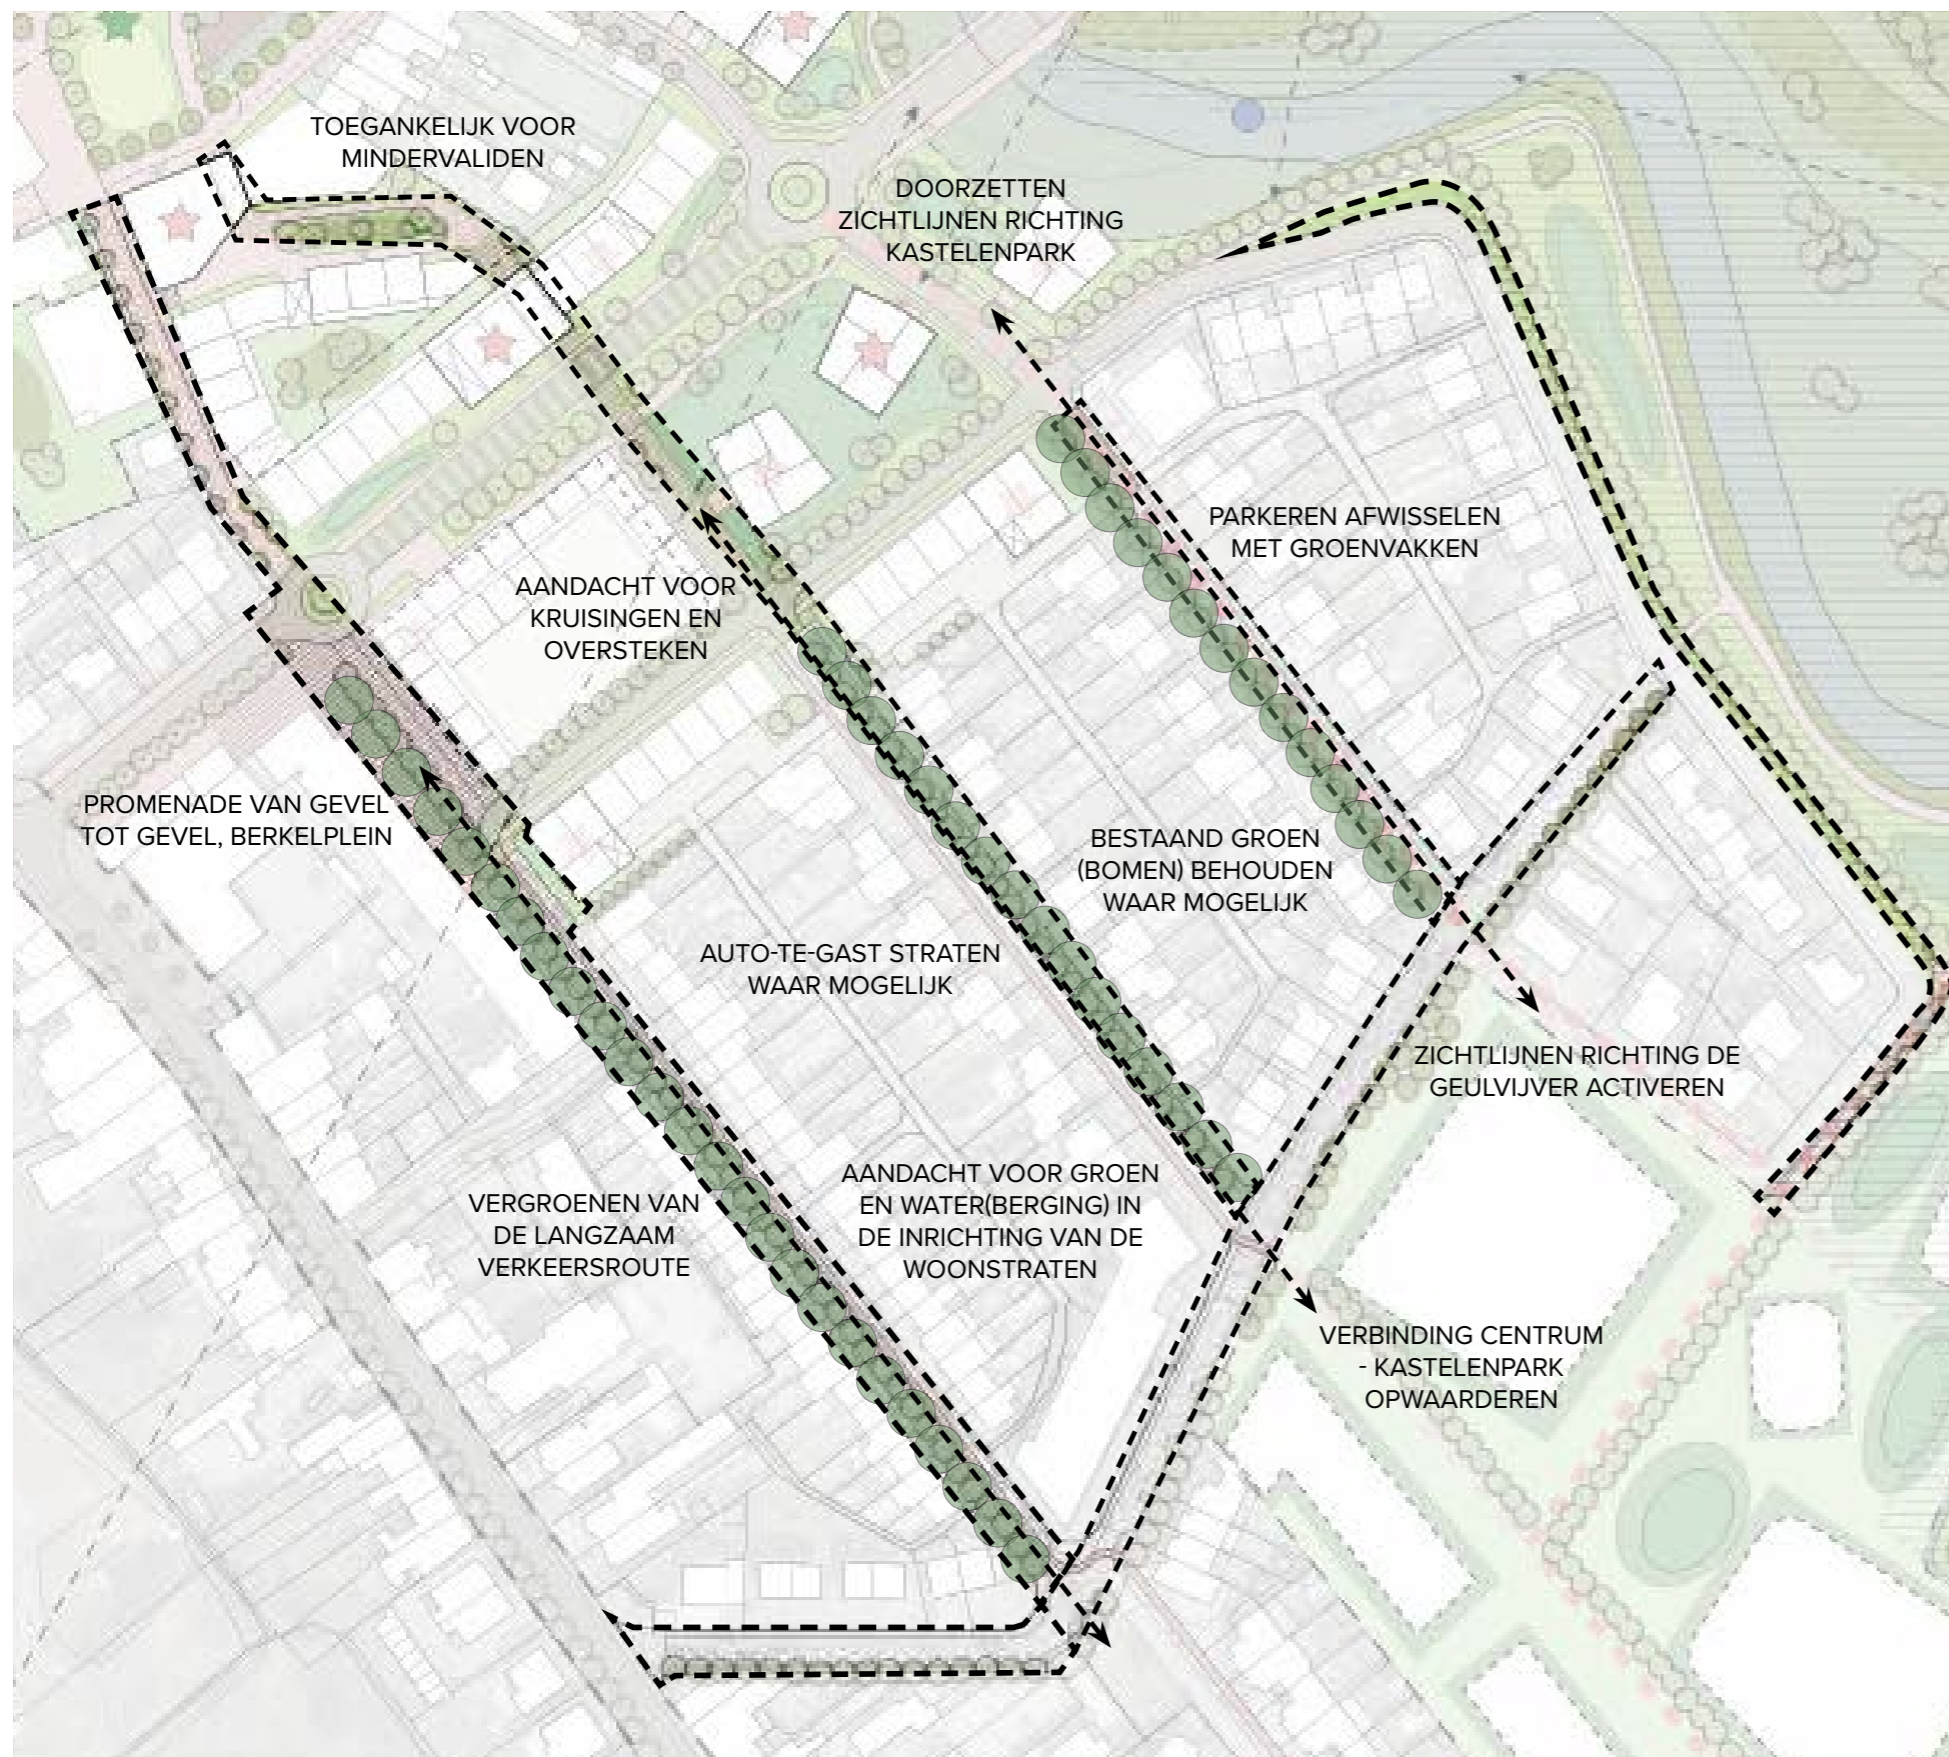 TOEGANKELIJK VOOR
MINDERVALIDEN
DOORZETTEN
ZICHTLIJNEN RICHTING
KASTELENPARK
PARKEREN AFWISSELEN
MET GROENVAKKEN
AANDACHT VOOR
KRUISINGEN EN
OVERSTEKEN
PROMENADE VAN GEVEL
TOT GEVEL, BERKELPLEIN
BESTAAND GROEN
(BOMEN) BEHOUDEN
WAAR MOGELIJK
AUTO-TE-GAST STRATEN
WAAR MOGELIJK
ZICHTLIJNEN RICHTING DE
GEULVIJVER ACTIVEREN
AANDACHT VOOR GROEN
EN WATER(BERGING) IN
DE INRICHTING VAN DE
WOONSTRATEN
VERGROENEN VAN
DE LANGZAAM
VERKEERSROUTE
VERBINDING CENTRUM
- KASTELENPARK
OPWAARDEREN